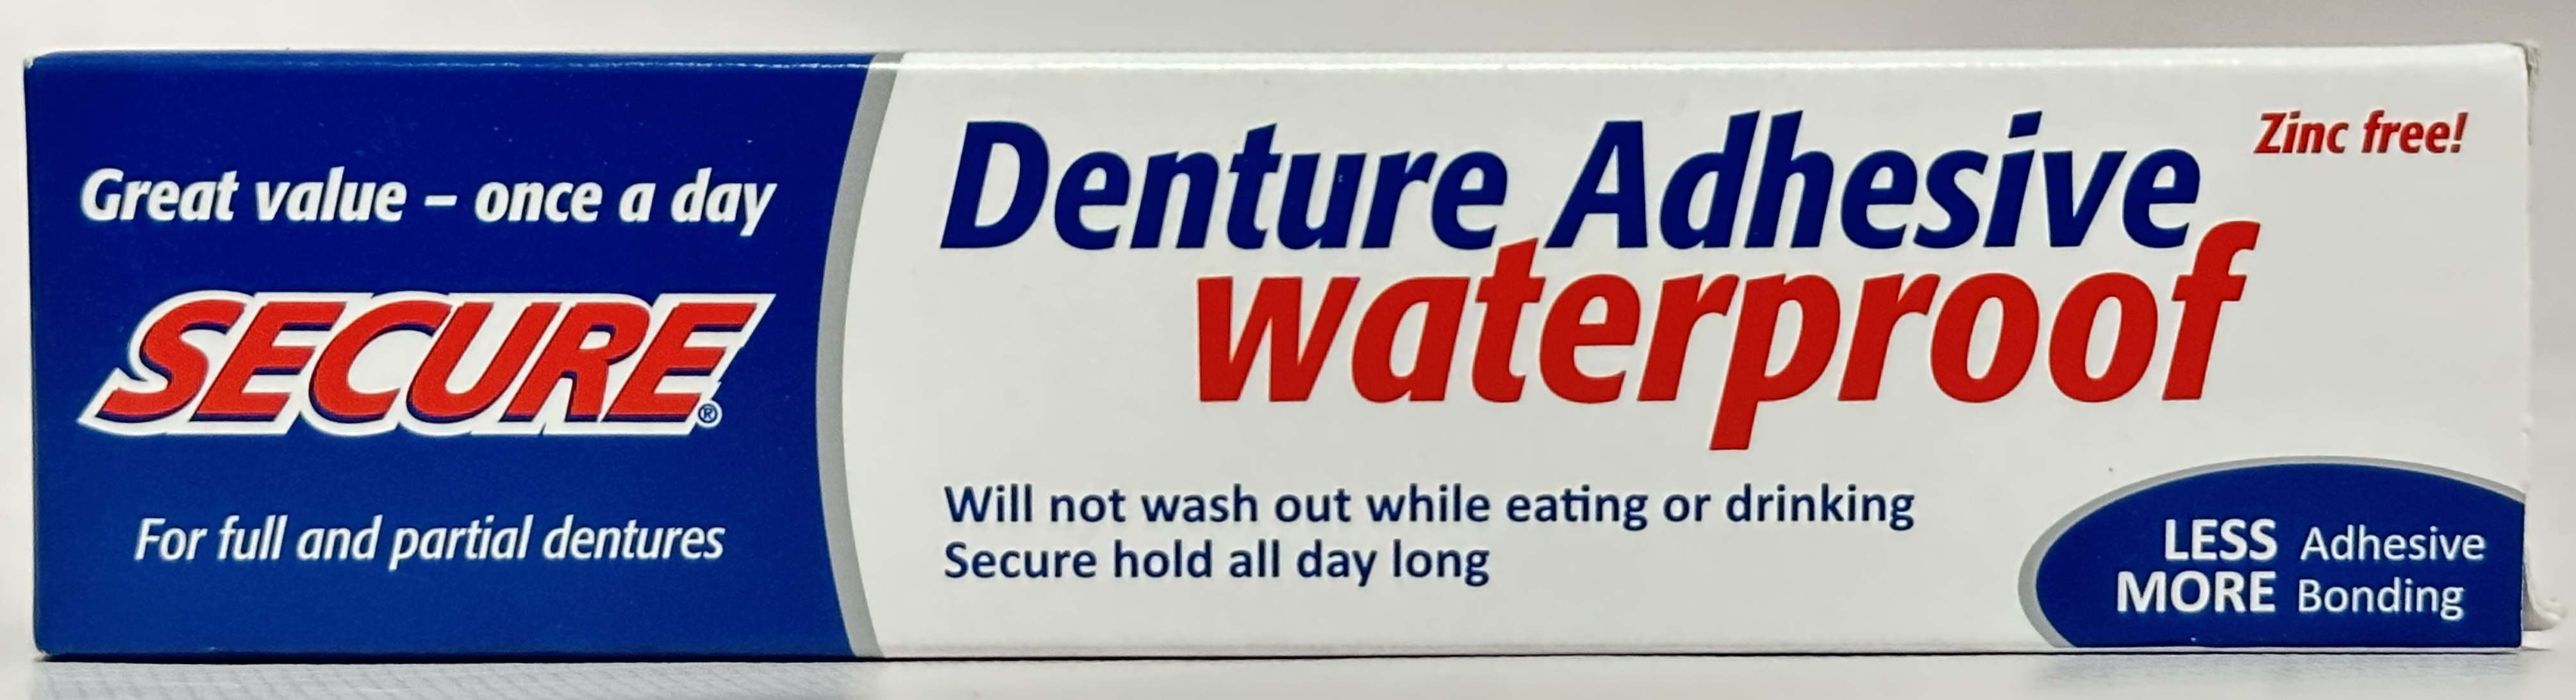 Great value – once a day
SECURE®
For full and partial dentures
Denture Adhesive
waterproof
Zinc free!
Will not wash out while eating or drinking
Secure hold all day long
LESS Adhesive
MORE Bonding